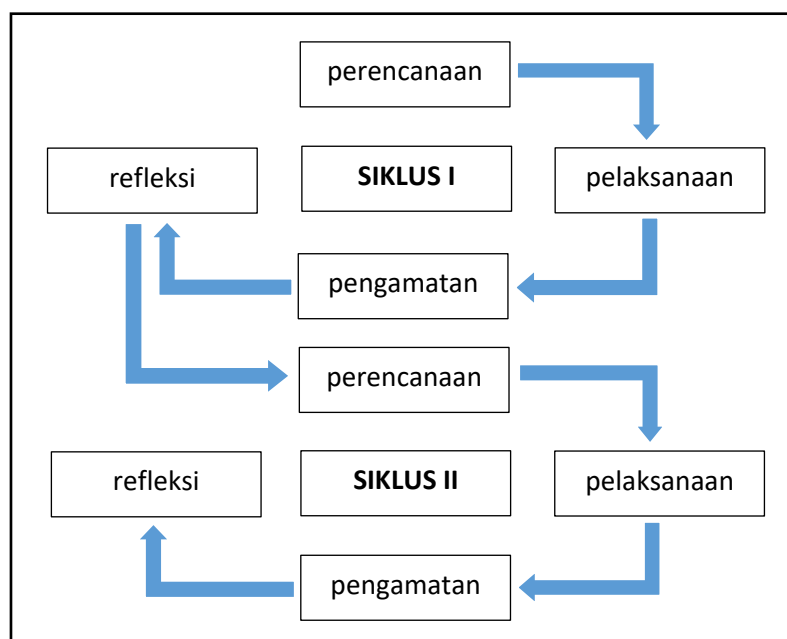 perencanaan
refleksi
SIKLUS I
pelaksanaan
pengamatan
perencanaan
refleksi
SIKLUS II
pelaksanaan
pengamatan